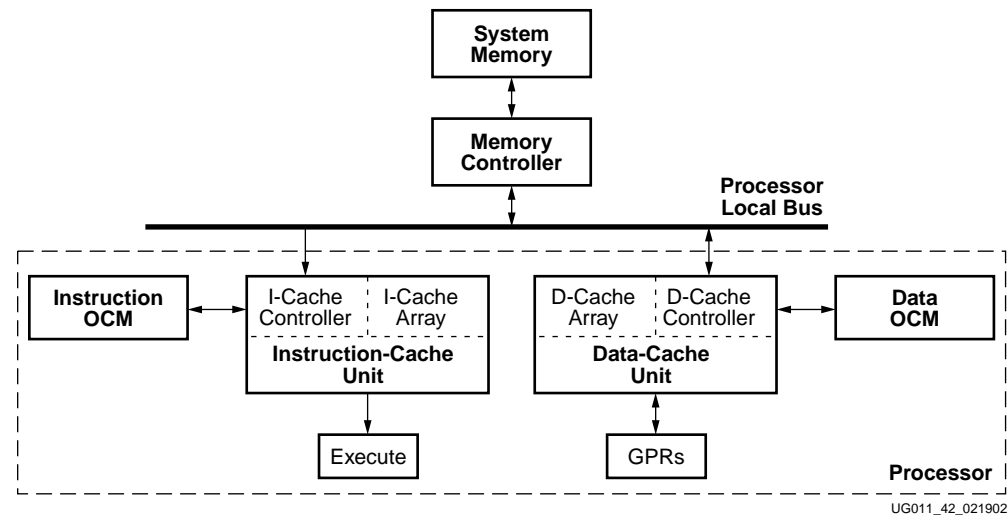 System
Memory
Memory
Controller
Processor
Local Bus
Instruction
OCM
I-Cache
Controller
I-Cache
Array
Instruction-Cache
Unit
D-Cache
Array
D-Cache
Controller
Data-Cache
Unit
Data
OCM
Execute
GPRs
Processor
UG011_42_021902